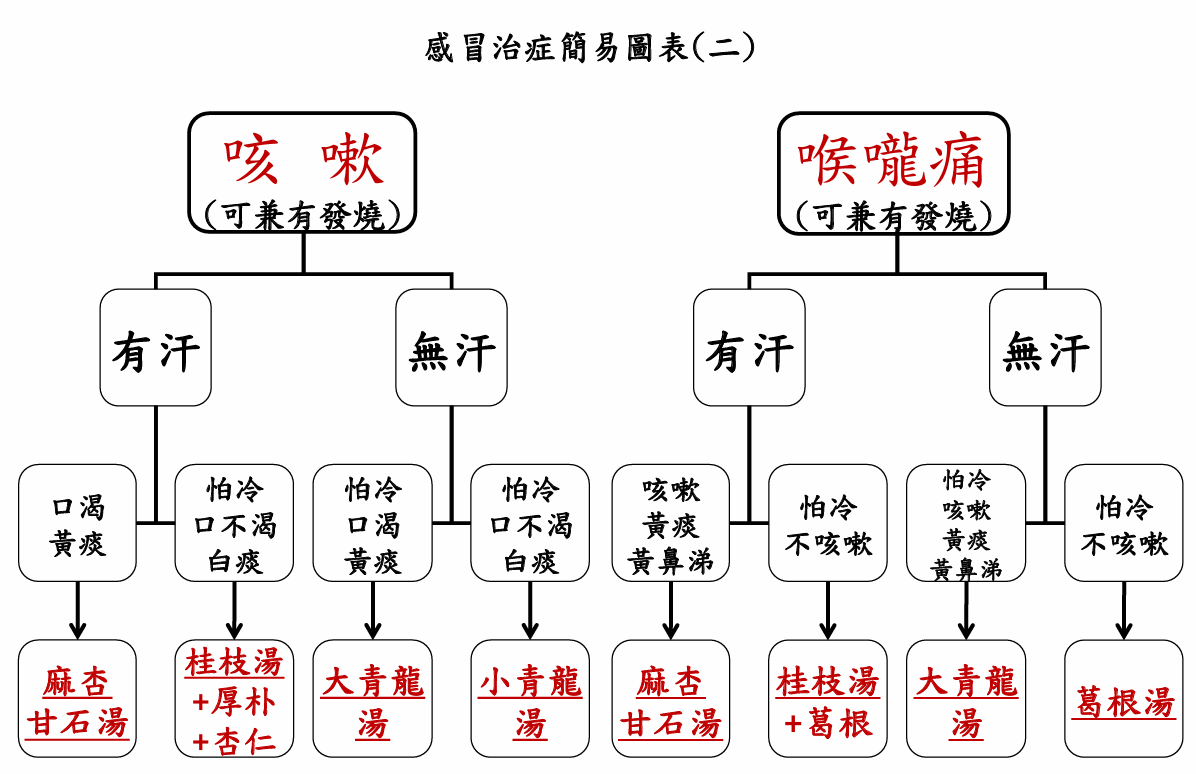 感冒治症簡易圖表(二)
咳 嗽
(可兼有發燒)
喉嚨痛
(可兼有發燒)
有汗
無汗
有汗
無汗
口渴
黃痰
怕冷
口不渴
白痰
怕冷
口渴
黃痰
怕冷
口不渴
白痰
咳嗽
黃痰
黃鼻涕
怕冷
不咳嗽
怕冷
咳嗽
黃痰
黃鼻涕
怕冷
不咳嗽
麻杏
甘石湯
桂枝湯
+厚朴
+杏仁
大青龍
湯
小青龍
湯
麻杏
甘石湯
桂枝湯
+葛根
大青龍
湯
葛根湯